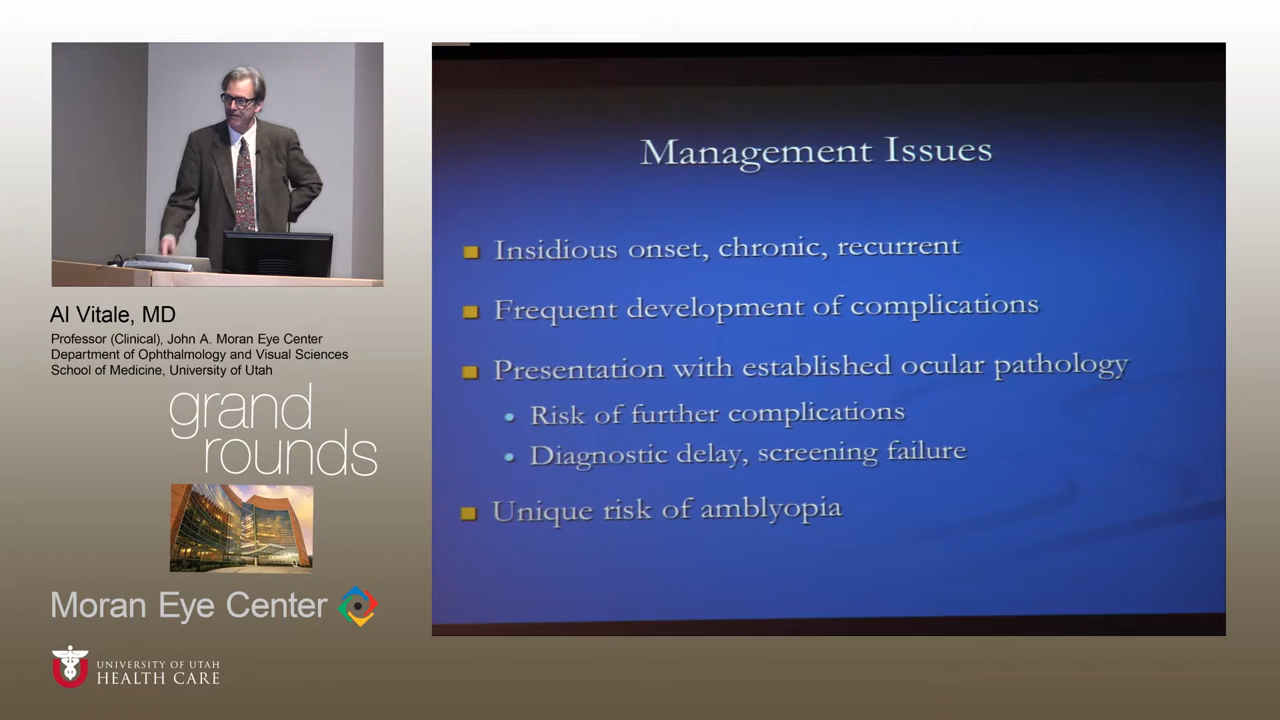 Al Vitale, MD
Professor (Clinical), John A. Moran Eye Center
Department of Ophthalmology and Visual Sciences
School of Medicine, University of Utah
grand
rounds
Moran Eye Center
UNIVERSITY OF UTAH
HEALTH CARE
Management Issues
Insidious onset, chronic, recurrent
Frequent development of complications
Presentation with established ocular pathology
Risk of further complications
Diagnostic delay, screening failure
Unique risk of amblyopia